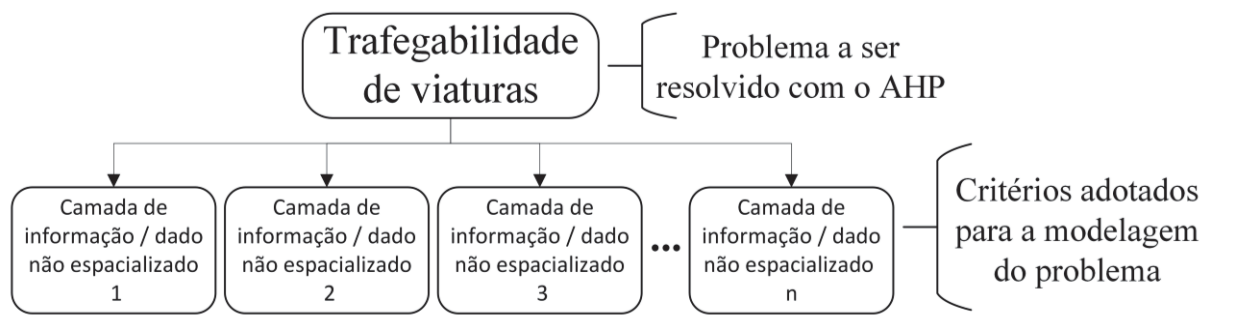 Trafegabilidade
de viaturas
Problema a ser
resolvido com o AHP
Camada de
informação / dado
não espacializado
1
Camada de
informação / dado
não espacializado
2
Camada de
informação / dado
não espacializado
3
...
Camada de
informação / dado
não espacializado
n
Critérios adotados
para a modelagem
do problema